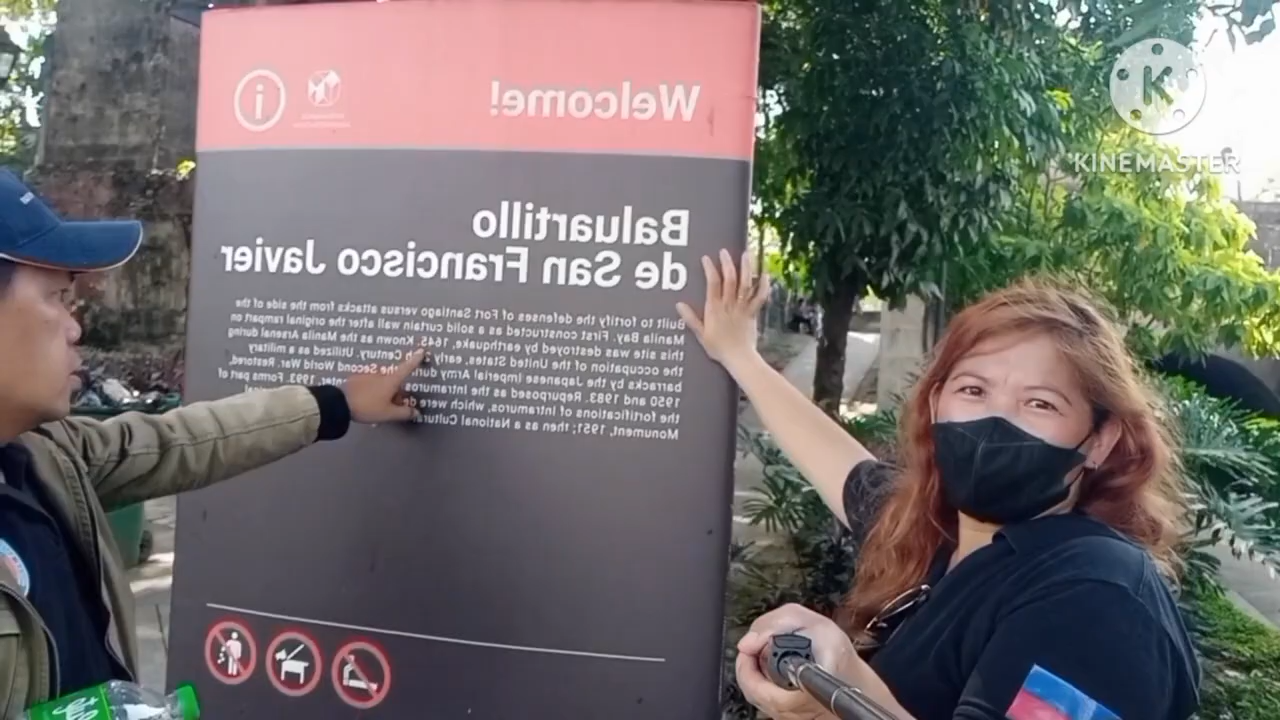 Welcome!
Baluartillo
de San Francisco Javier
Built to fortify the defenses of Fort Santiago versus attacks from the side of the
Manila Bay. First constructed as a solid curtain wall after the original rampart on
this site was destroyed by earthquake, 1645. Known as the Manila Arsenal during
the occupation of the United States, early Century. Utilized as a military
barracks by the Japanese Imperial Army the Second World War. Restored,
1950 and 1983. Repurposed as the Intramuros 1993. Forms part of
the fortifications of Intramuros, which were
Monument, 1951; then as a National Cultural
KINEMASTER